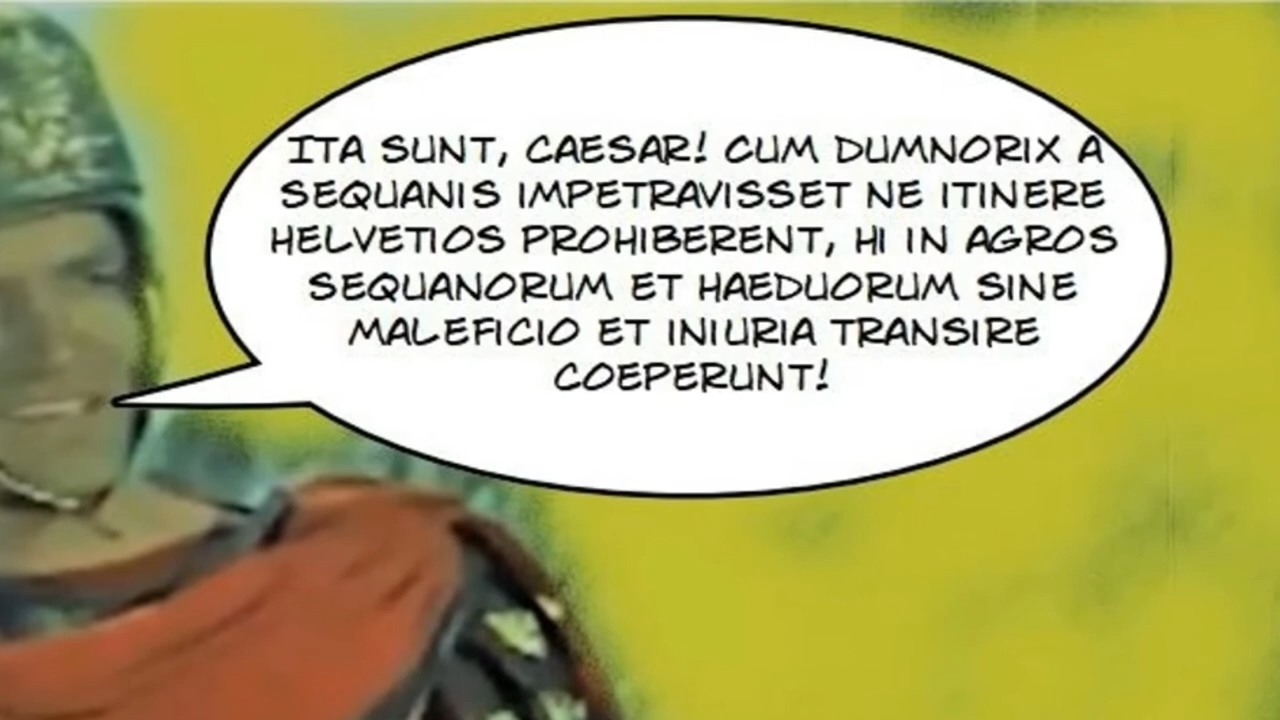 ITA SUNT, CAESAR! CUM DUMNORIX A
SEQUANIS IMPETRAVISSET NE ITINERE
HELVETIOS PROHIBERENT, HI IN AGROS
SEQUANORUM ET HAEDUORUM SINE
MALEFICIO ET INIURIA TRANSIRE
COEPERUNT!